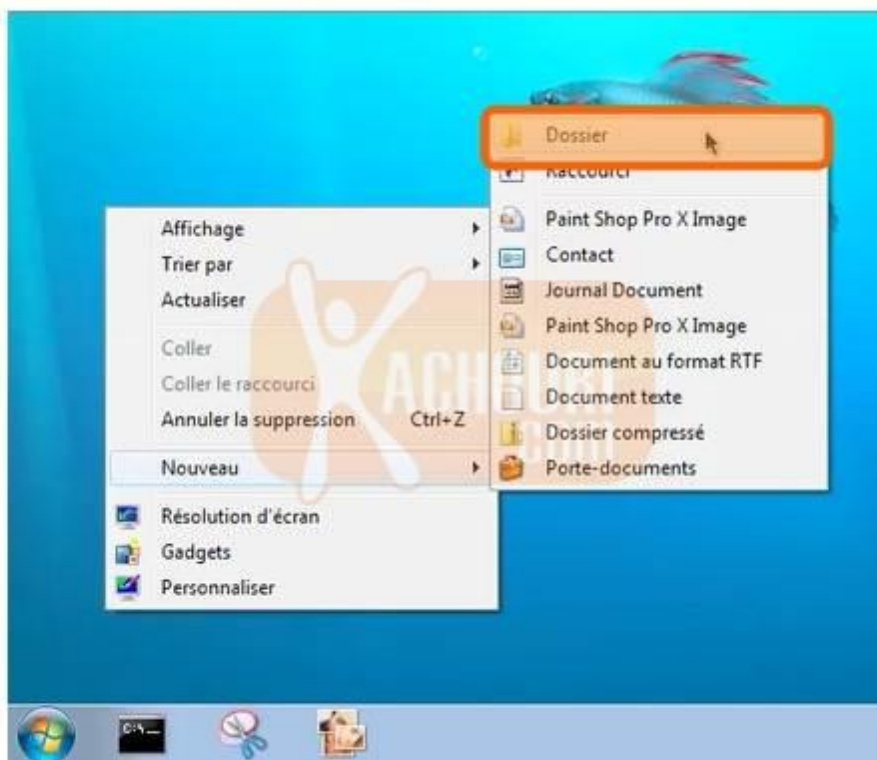 Dossier
Raccourci
Affichage
Paint Shop Pro X Image
Trier par
Contact
Actualiser
Journal Document
Paint Shop Pro X Image
Coller
Document au format RTF
Coller le raccourci
Document texte
Annuler la suppression Ctrl+Z
Dossier compressé
Nouveau
Porte-documents
Résolution d'écran
Gadgets
Personnaliser
KACHOURI
.COM
C:\